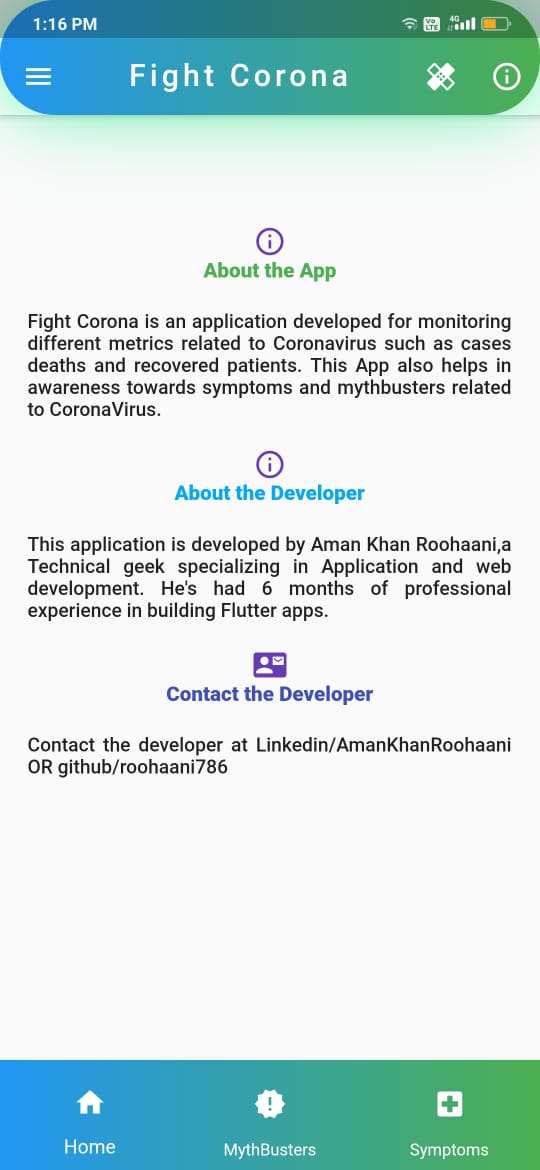 1:16 PM
Vo LTE
4G
Fight Corona
About the App
Fight Corona is an application developed for monitoring
different metrics related to Coronavirus such as cases
deaths and recovered patients. This App also helps in
awareness towards symptoms and mythbusters related
to CoronaVirus.
About the Developer
This application is developed by Aman Khan Roohaani,a
Technical geek specializing in Application and web
development. He's had 6 months of professional
experience in building Flutter apps.
Contact the Developer
Contact the developer at Linkedin/AmanKhanRoohaani
OR github/roohaani786
Home
MythBusters
Symptoms